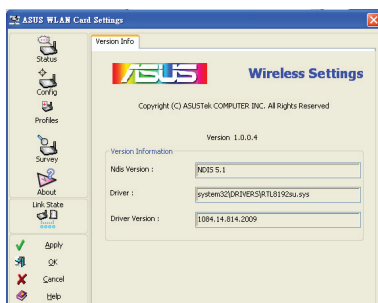 ASUS WLAN Card Settings
Status
Config
Profiles
Survey
About
Link State
Apply
OK
Cancel
Help
Version Info
ASUS
Wireless Settings
Copyright (C) ASUSTek COMPUTER INC. All Rights Reserved
Version 1.0.0.4
Version Information
Ndis Version :
NDIS 5.1
Driver :
system32\DRIVERS\RTL8192su.sys
Driver Version :
1084.14.814.2009